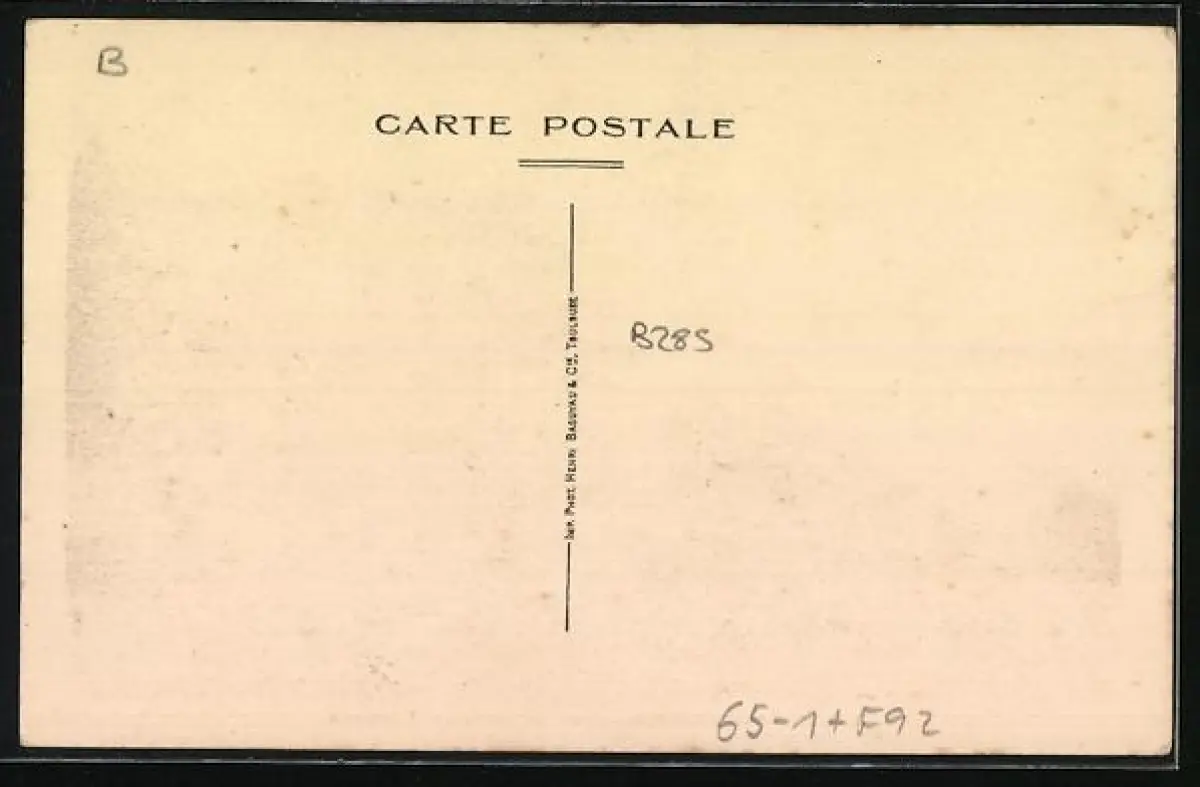 B
CARTE POSTALE
Imp. Phot. Henri Basuyau & Cie, Toulouse
B285
65-1+F92